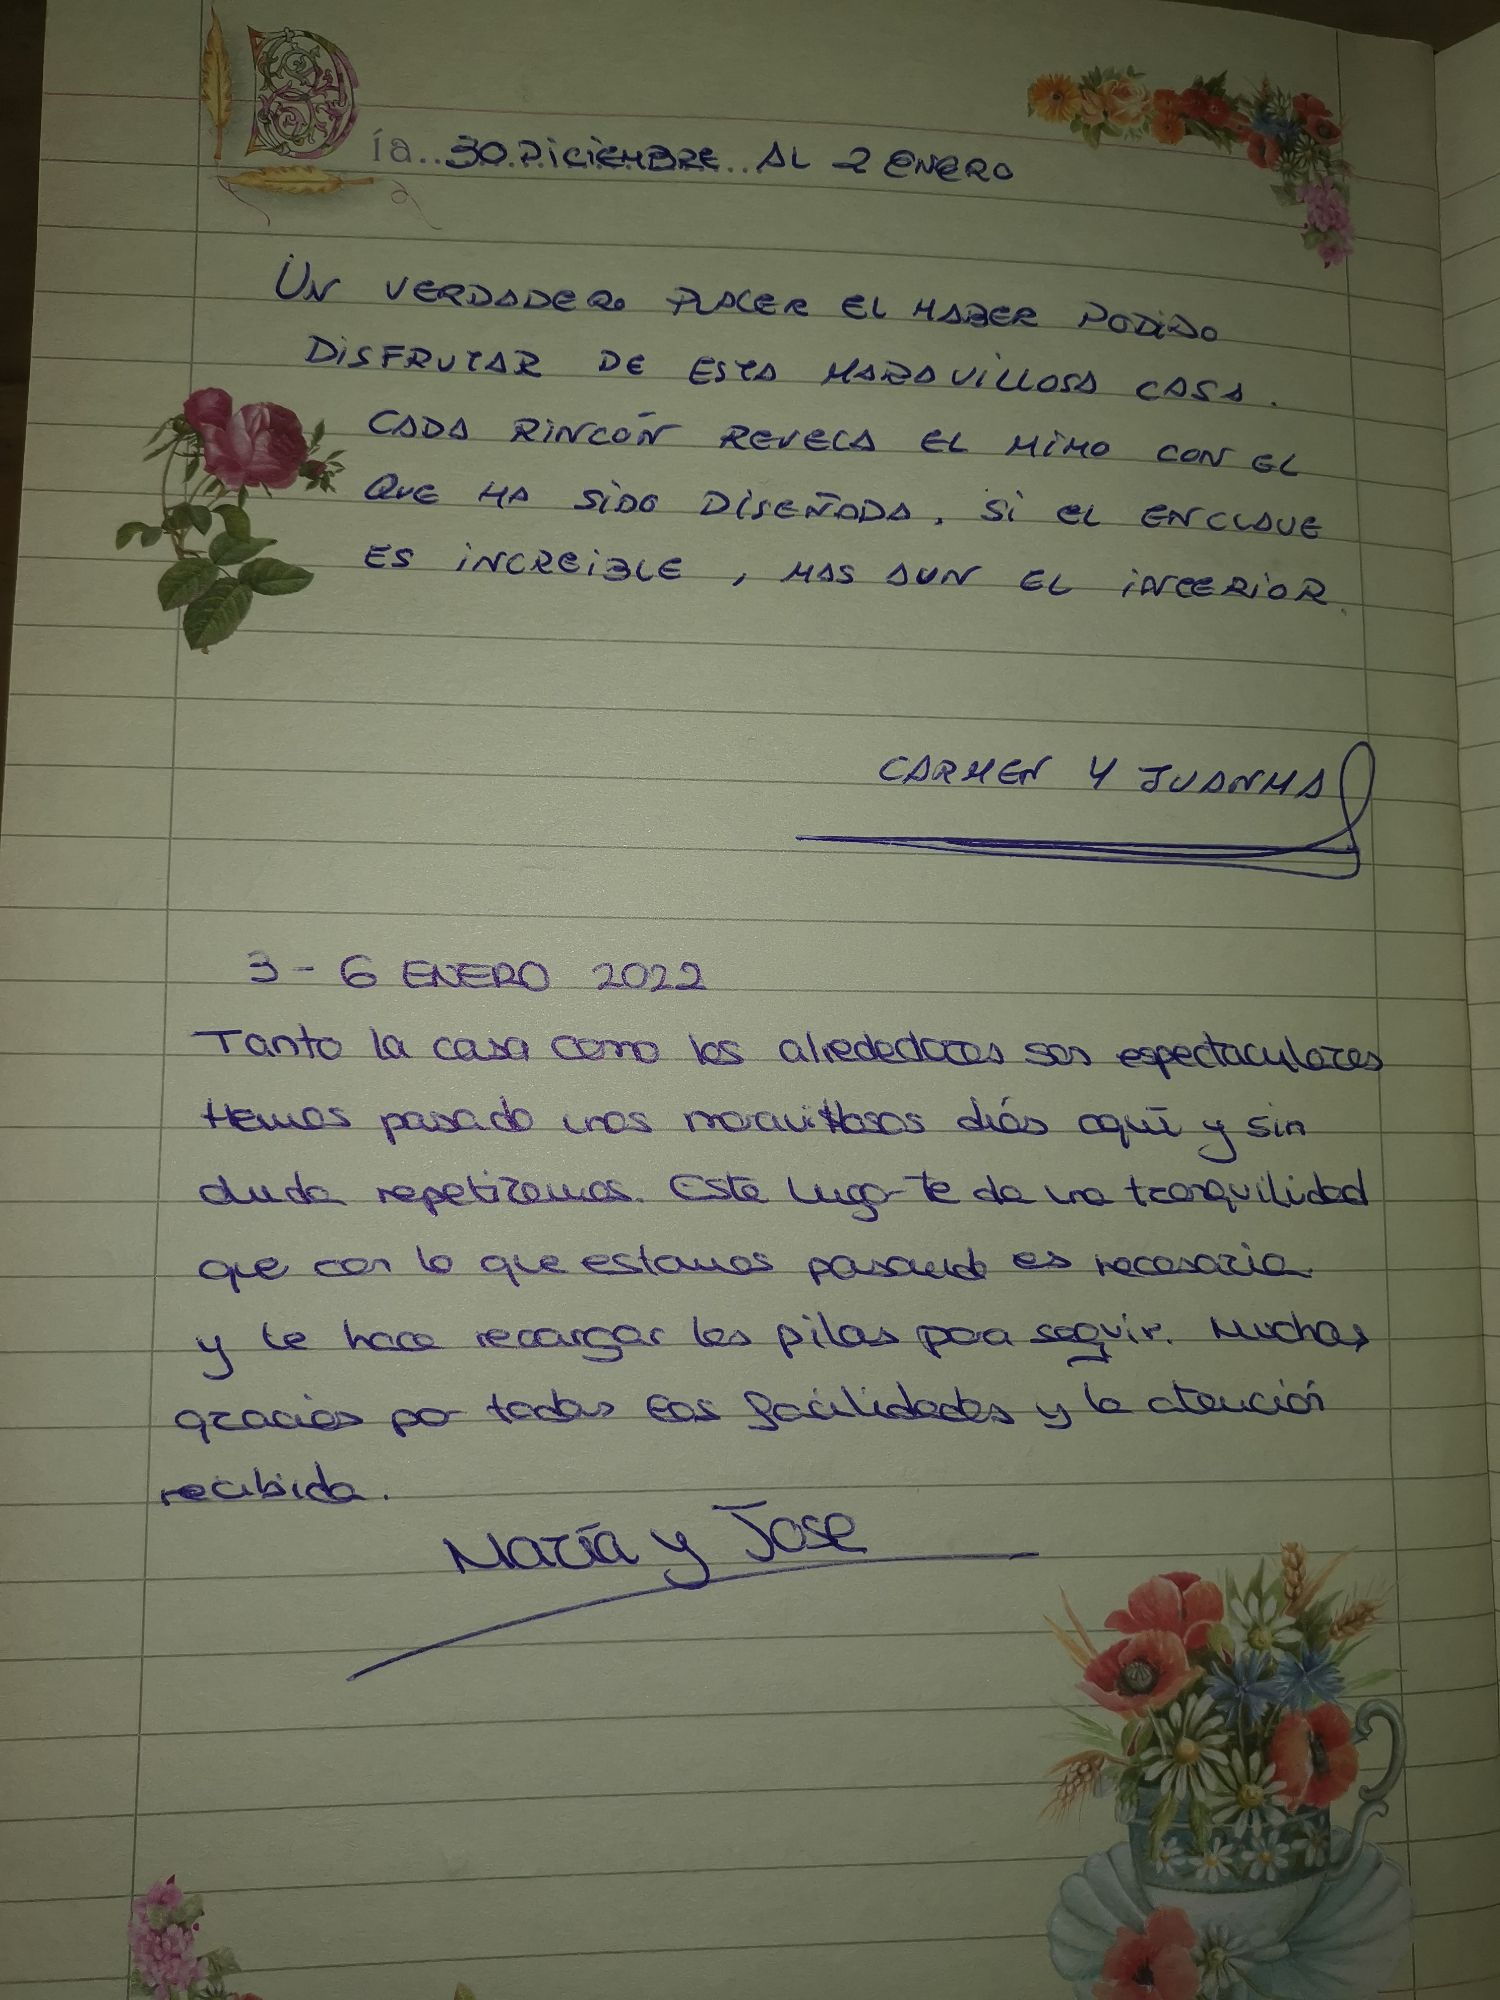 Día..30.DiCiEMBRE..AL 2 ENERO
UN VERDADERO PLACER EL HABER PODIDO
DISFRUTAR DE ESTA MARAVILLOSA CASA.
CADA RINCÓN REVELA EL MIMO CON EL
QUE HA SIDO DISEÑADA. SI EL ENCLAVE
ES INCREIBLE, MAS AUN EL INTERIOR.
CARMEN Y JUANMA
3-6 ENERO 2022
Tanto la casa como los alrededores son espectaculares
Hemos pasado unos maravillosos días aquí y sin
duda repetiremos. Este lugar te da una tranquilidad
que con lo que estamos pasando es necesaria
y te hace recargar las pilas para seguir. Muchas
gracias por todas las facilidades y la atención
recibida.
María y Jose